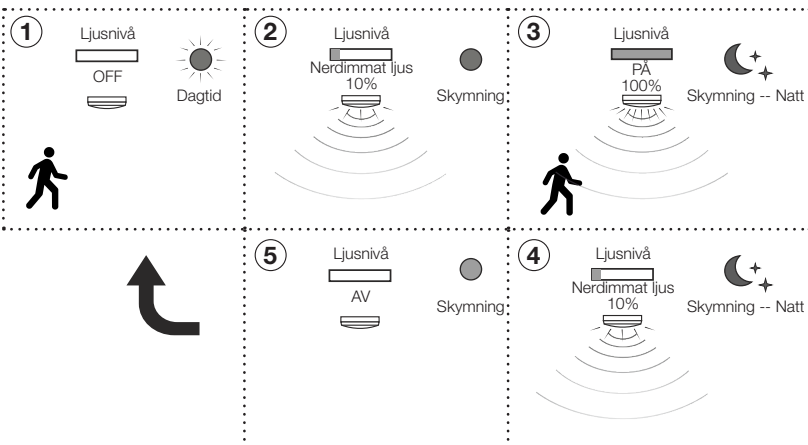 1
Ljusnivå
OFF
Dagtid
2
Ljusnivå
Nerdimmat ljus
10%
Skymning
3
Ljusnivå
PÅ
100%
Skymning -- Natt
5
Ljusnivå
AV
Skymning
4
Ljusnivå
Nerdimmat ljus
10%
Skymning -- Natt